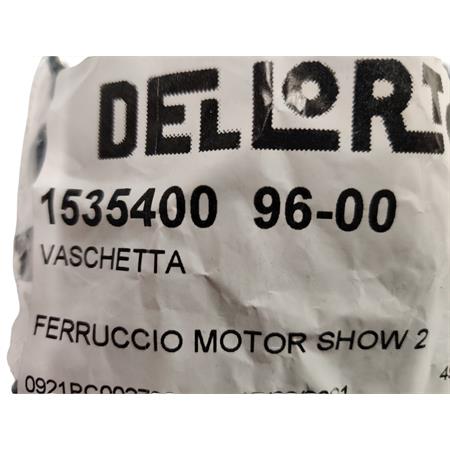 DELLORT
1535400 96-00
VASCHETTA
FERRUCCIO MOTOR SHOW 2